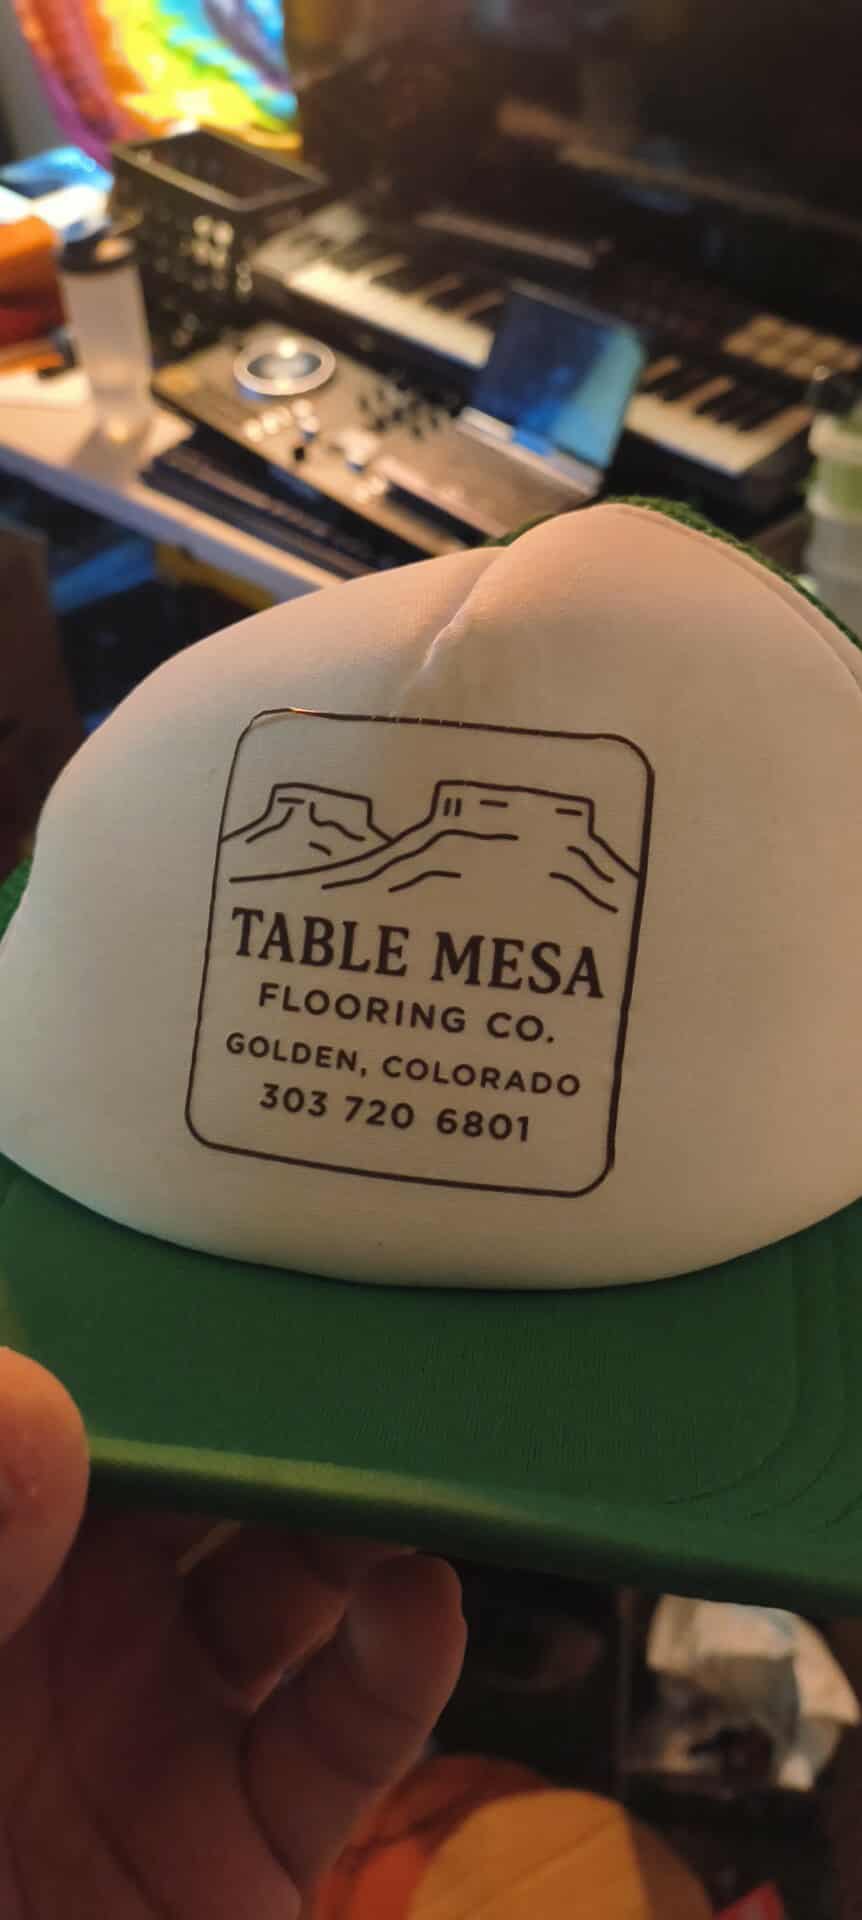 TABLE MESA
FLOORING CO.
GOLDEN, COLORADO
303 720 6801